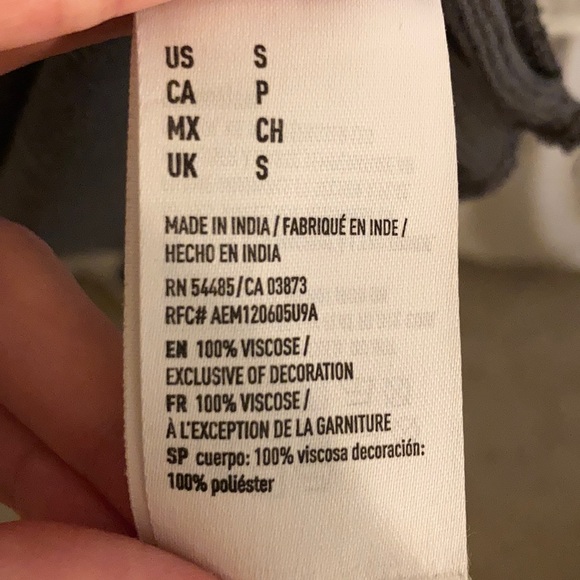 US S
CA P
MX CH
UK S
MADE IN INDIA / FABRIQUÉ EN INDE /
HECHO EN INDIA
RN 54485/CA 03873
RFC# AEM120605U9A
EN 100% VISCOSE /
EXCLUSIVE OF DECORATION
FR 100% VISCOSE /
À L'EXCEPTION DE LA GARNITURE
SP cuerpo: 100% viscosa decoración:
100% poliéster